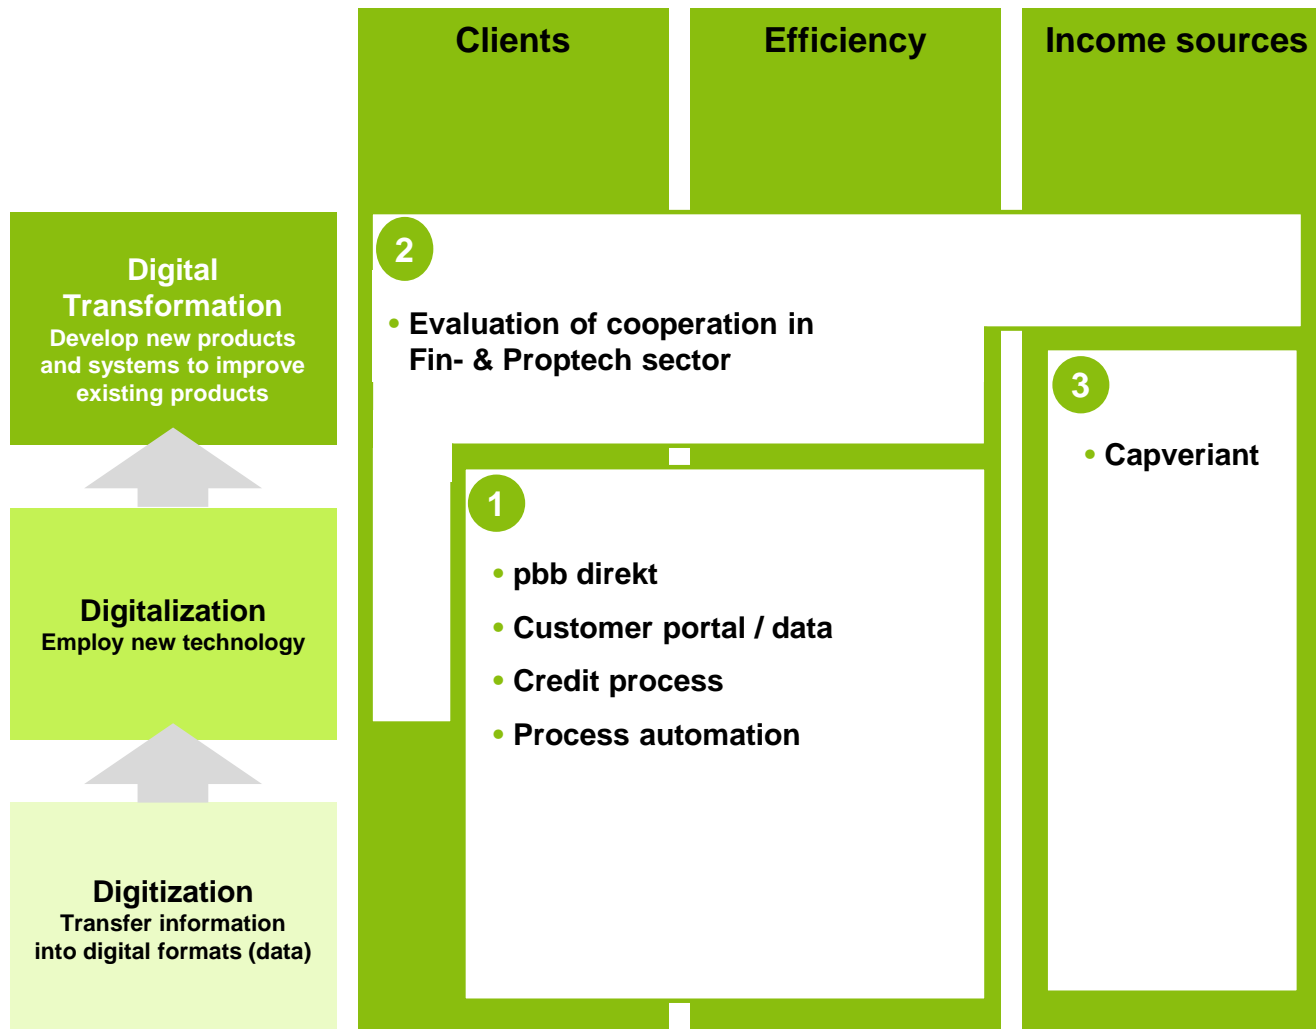 Clients
Efficiency
Income sources
Digital
Transformation
Develop new products
and systems to improve
existing products
2
• Evaluation of cooperation in
Fin- & Proptech sector
3
• Capveriant
Digitalization
Employ new technology
1
• pbb direkt
• Customer portal / data
• Credit process
• Process automation
Digitization
Transfer information
into digital formats (data)